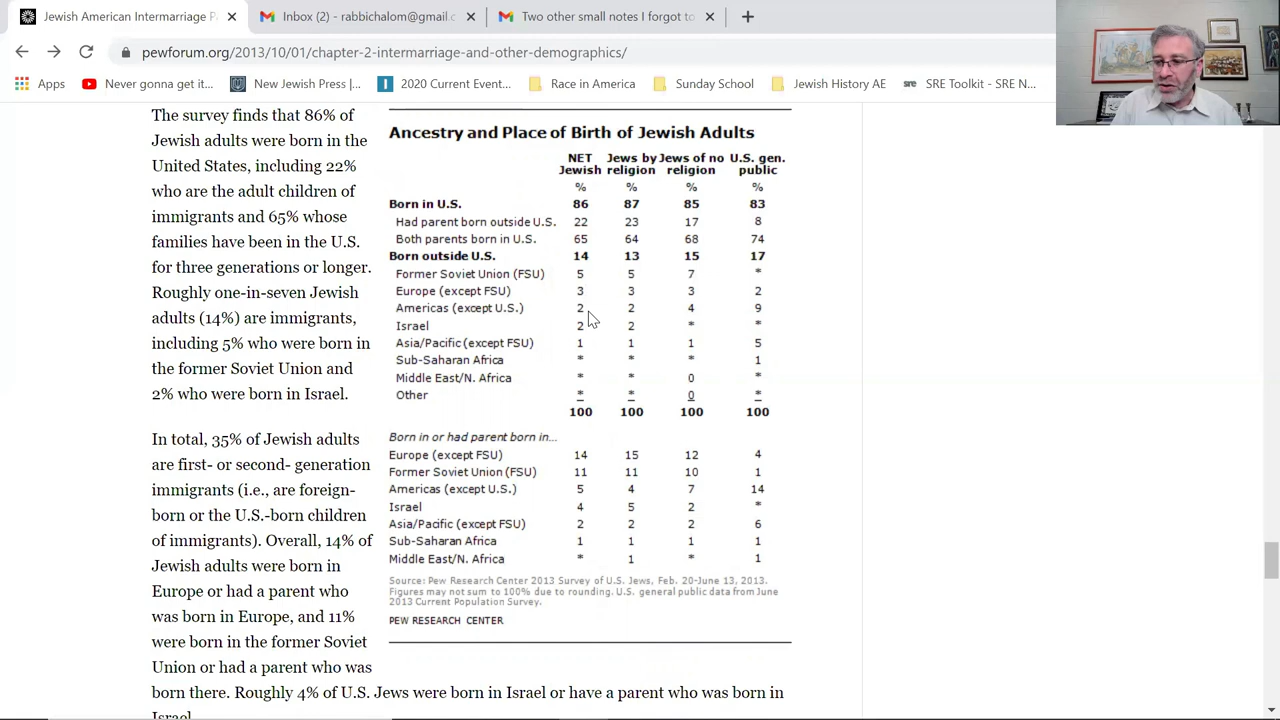 Jewish American Intermarriage P
Inbox (2) - rabbichalom@gmail
Two other small notes I forgot to
pewforum.org/2013/10/01/chapter-2-intermarriage-and-other-demographics/
Apps
Never gonna get it...
New Jewish Press |...
AJ Current Event...
Race in America
Sunday School
Jewish History AE
sre
SRE Toolkit - SRE N...
The survey finds that 86% of
Jewish adults were born in the
United States, including 22%
who are the adult children of
immigrants and 65% whose
families have been in the U.S.
for three generations or longer.
Roughly one-in-seven Jewish
adults (14%) are immigrants,
including 5% who were born in
the former Soviet Union and
2% who were born in Israel.
In total, 35% of Jewish adults
are first- or second- generation
immigrants (i.e., are foreign-
born or the U.S.-born children
of immigrants). Overall, 14% of
Jewish adults were born in
Europe or had a parent who
was born in Europe, and 11%
were born in the former Soviet
Union or had a parent who was
born there. Roughly 4% of U.S. Jews were born in Israel or have a parent who was born in
Israel.
Ancestry and Place of Birth of Jewish Adults
NET Jewish Jews by religion Jews of no religion U.S. gen. public
% % % %
Born in U.S. 86 87 85 83
Had parent born outside U.S. 22 23 17 8
Both parents born in U.S. 65 64 68 74
Born outside U.S. 14 13 15 17
Former Soviet Union (FSU) 5 5 7 *
Europe (except FSU) 3 3 3 2
Americas (except U.S.) 2 2 4 9
Israel 2 2 * *
Asia/Pacific (except FSU) 1 1 1 5
Sub-Saharan Africa * * * 1
Middle East/N. Africa * * 0 *
Other * * 0 *
100 100 100 100
Born in or had parent born in...
Europe (except FSU) 14 15 12 4
Former Soviet Union (FSU) 11 11 10 1
Americas (except U.S.) 5 4 7 14
Israel 4 5 2 *
Asia/Pacific (except FSU) 2 2 2 6
Sub-Saharan Africa 1 1 1 1
Middle East/N. Africa * 1 * 1
Source: Pew Research Center 2013 Survey of U.S. Jews, Feb. 20-June 13, 2013.
Figures may not sum to 100% due to rounding. U.S. general public data from June
2013 Current Population Survey.
PEW RESEARCH CENTER